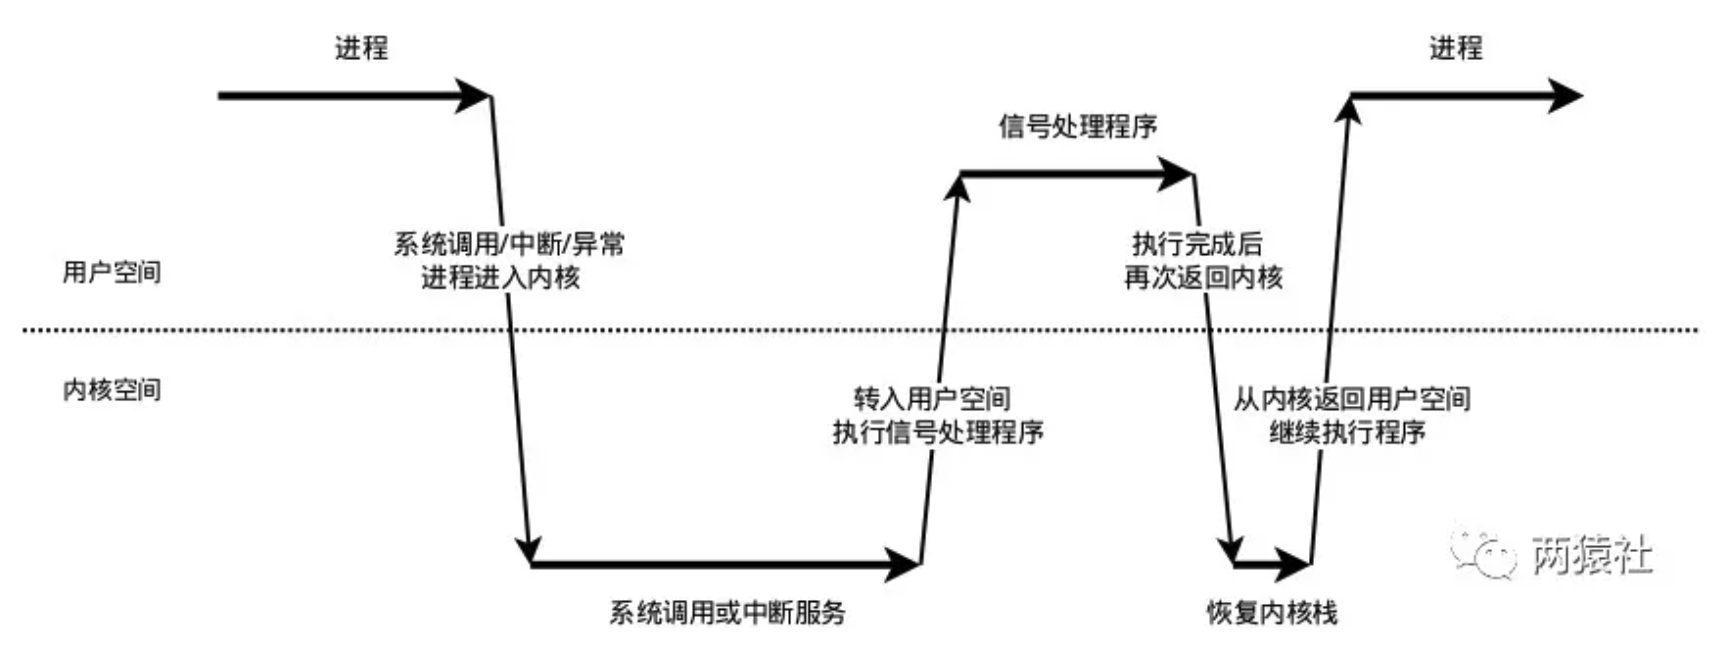 进程
进程
信号处理程序
系统调用/中断/异常
进程进入内核
执行完成后
再次返回内核
用户空间
内核空间
转入用户空间
执行信号处理程序
从内核返回用户空间
继续执行程序
两猿社
系统调用或中断服务
恢复内核栈